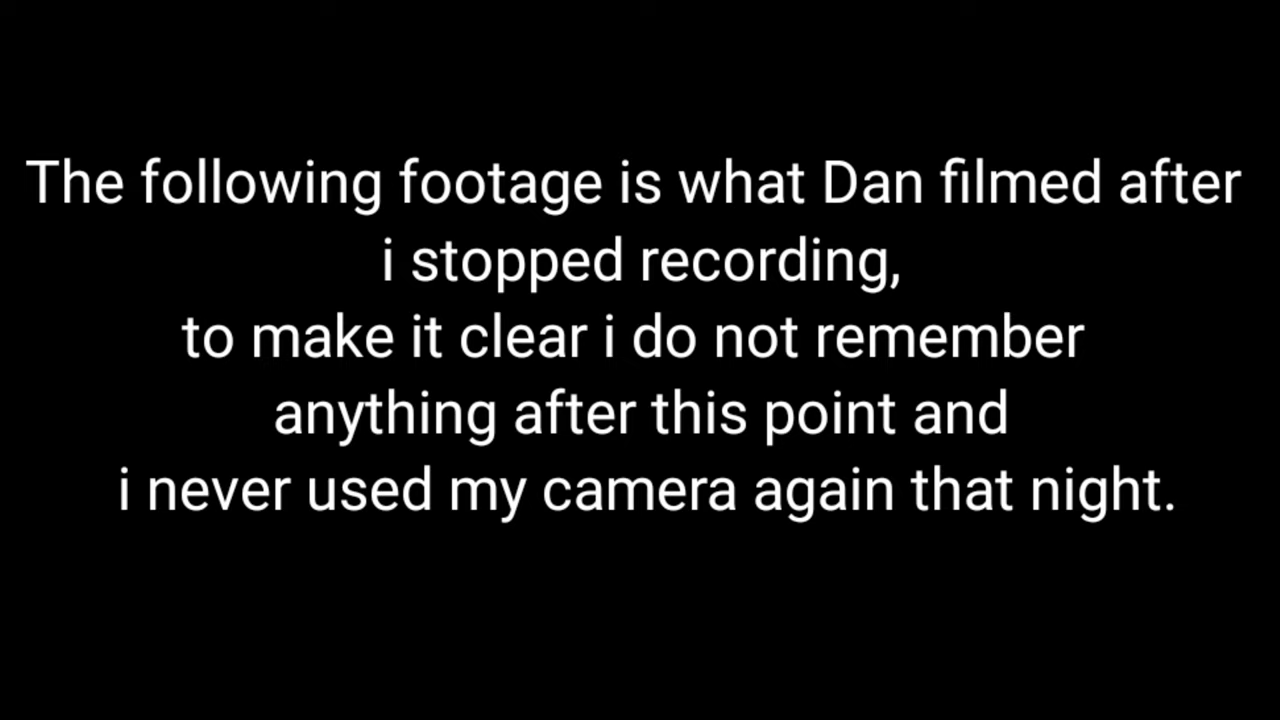 The following footage is what Dan filmed after
i stopped recording,
to make it clear i do not remember
anything after this point and
i never used my camera again that night.